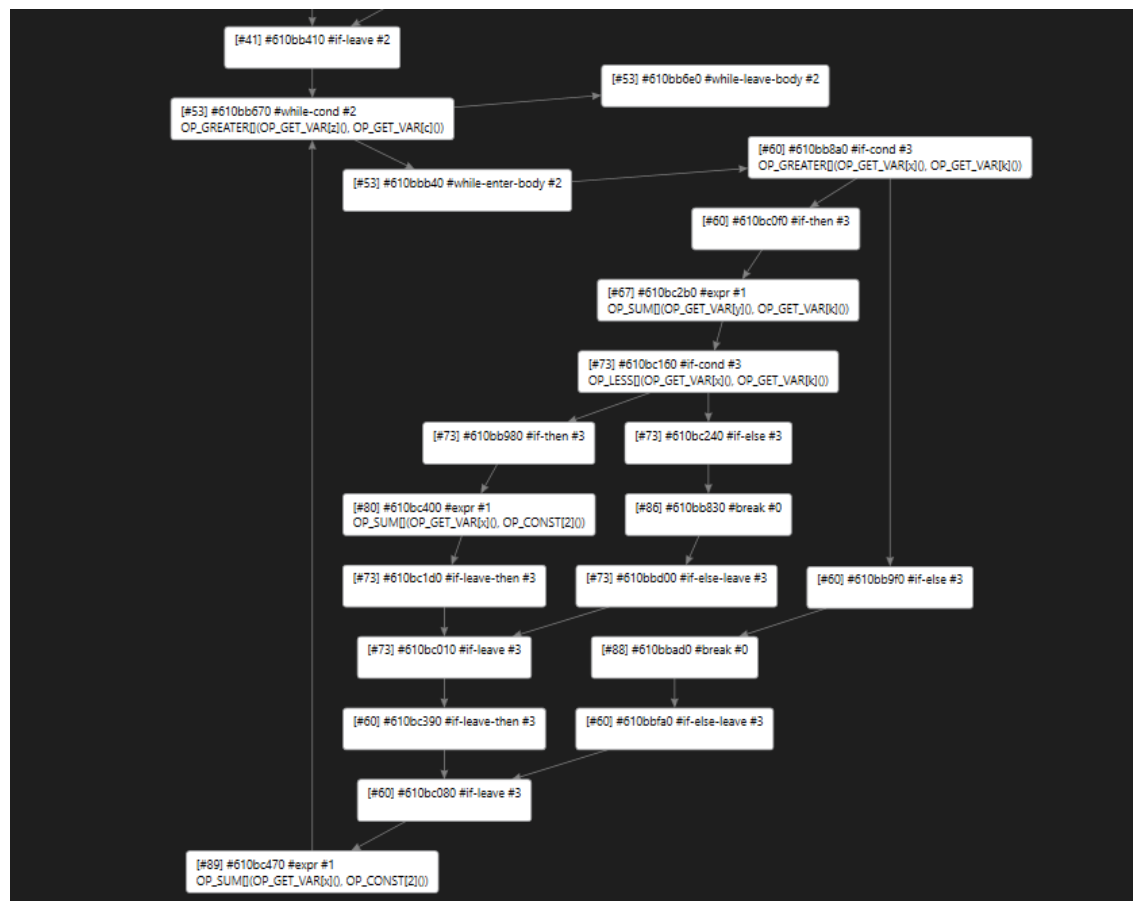 [#41] #610bb410 #if-leave #2
[#53] #610bb6e0 #while-leave-body #2
[#53] #610bb670 #while-cond #2
OP_GREATER[](OP_GET_VAR[z](), OP_GET_VAR[c]())
[#60] #610bb8a0 #if-cond #3
OP_GREATER[](OP_GET_VAR[x](), OP_GET_VAR[k]())
[#53] #610bbb40 #while-enter-body #2
[#60] #610bc0f0 #if-then #3
[#67] #610bc2b0 #expr #1
OP_SUM[](OP_GET_VAR[y](), OP_GET_VAR[k]())
[#73] #610bc160 #if-cond #3
OP_LESS[](OP_GET_VAR[x](), OP_GET_VAR[k]())
[#73] #610bb980 #if-then #3
[#73] #610bc240 #if-else #3
[#80] #610bc400 #expr #1
OP_SUM[](OP_GET_VAR[x](), OP_CONST[2]())
[#86] #610bb830 #break #0
[#73] #610bc1d0 #if-leave-then #3
[#73] #610bbd00 #if-else-leave #3
[#60] #610bb9f0 #if-else #3
[#73] #610bc010 #if-leave #3
[#88] #610bbad0 #break #0
[#60] #610bc390 #if-leave-then #3
[#60] #610bbfa0 #if-else-leave #3
[#60] #610bc080 #if-leave #3
[#89] #610bc470 #expr #1
OP_SUM[](OP_GET_VAR[x](), OP_CONST[2]())